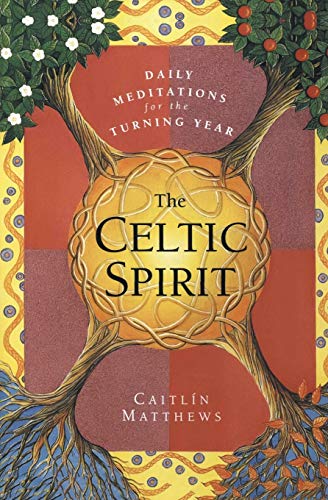 DAILY
MEDITATIONS
for the
TURNING YEAR
The
CELTIC
SPIRIT
CAITLÍN
MATTHEWS